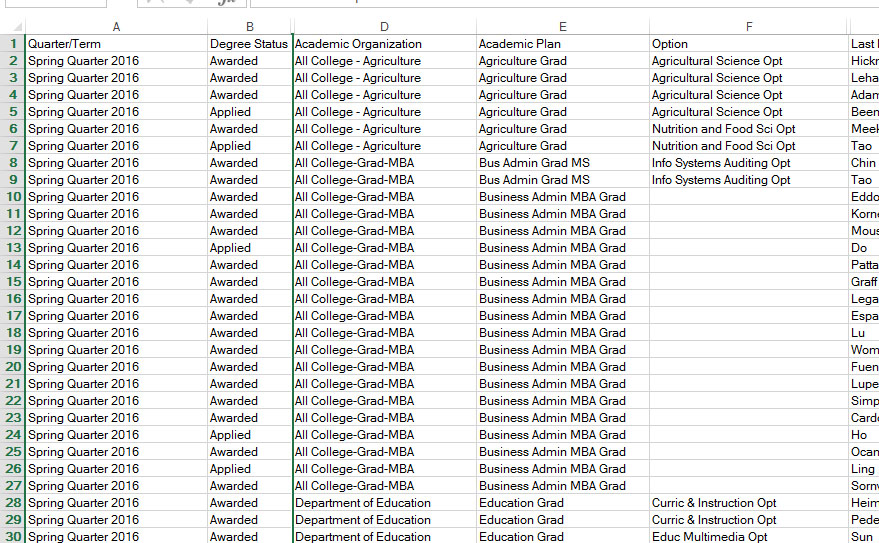 A B D E F
1 Quarter/Term Degree Status Academic Organization Academic Plan Option Last
2 Spring Quarter 2016 Awarded All College - Agriculture Agriculture Grad Agricultural Science Opt Hickr
3 Spring Quarter 2016 Awarded All College - Agriculture Agriculture Grad Agricultural Science Opt Leha
4 Spring Quarter 2016 Awarded All College - Agriculture Agriculture Grad Agricultural Science Opt Adam
5 Spring Quarter 2016 Applied All College - Agriculture Agriculture Grad Agricultural Science Opt Been
6 Spring Quarter 2016 Awarded All College - Agriculture Agriculture Grad Nutrition and Food Sci Opt Meek
7 Spring Quarter 2016 Applied All College - Agriculture Agriculture Grad Nutrition and Food Sci Opt Tao
8 Spring Quarter 2016 Awarded All College-Grad-MBA Bus Admin Grad MS Info Systems Auditing Opt Chin
9 Spring Quarter 2016 Awarded All College-Grad-MBA Bus Admin Grad MS Info Systems Auditing Opt Tao
10 Spring Quarter 2016 Awarded All College-Grad-MBA Business Admin MBA Grad Eddo
11 Spring Quarter 2016 Awarded All College-Grad-MBA Business Admin MBA Grad Korne
12 Spring Quarter 2016 Awarded All College-Grad-MBA Business Admin MBA Grad Mous
13 Spring Quarter 2016 Applied All College-Grad-MBA Business Admin MBA Grad Do
14 Spring Quarter 2016 Awarded All College-Grad-MBA Business Admin MBA Grad Patta
15 Spring Quarter 2016 Awarded All College-Grad-MBA Business Admin MBA Grad Graff
16 Spring Quarter 2016 Awarded All College-Grad-MBA Business Admin MBA Grad Lega
17 Spring Quarter 2016 Awarded All College-Grad-MBA Business Admin MBA Grad Espa
18 Spring Quarter 2016 Awarded All College-Grad-MBA Business Admin MBA Grad Lu
19 Spring Quarter 2016 Awarded All College-Grad-MBA Business Admin MBA Grad Wom
20 Spring Quarter 2016 Awarded All College-Grad-MBA Business Admin MBA Grad Fuen
21 Spring Quarter 2016 Awarded All College-Grad-MBA Business Admin MBA Grad Lupe
22 Spring Quarter 2016 Awarded All College-Grad-MBA Business Admin MBA Grad Simp
23 Spring Quarter 2016 Awarded All College-Grad-MBA Business Admin MBA Grad Card
24 Spring Quarter 2016 Applied All College-Grad-MBA Business Admin MBA Grad Ho
25 Spring Quarter 2016 Awarded All College-Grad-MBA Business Admin MBA Grad Ocan
26 Spring Quarter 2016 Applied All College-Grad-MBA Business Admin MBA Grad Ling
27 Spring Quarter 2016 Awarded All College-Grad-MBA Business Admin MBA Grad Sorn
28 Spring Quarter 2016 Awarded Department of Education Education Grad Curric & Instruction Opt Heim
29 Spring Quarter 2016 Awarded Department of Education Education Grad Curric & Instruction Opt Pede
30 Spring Quarter 2016 Awarded Department of Education Education Grad Educ Multimedia Opt Sun